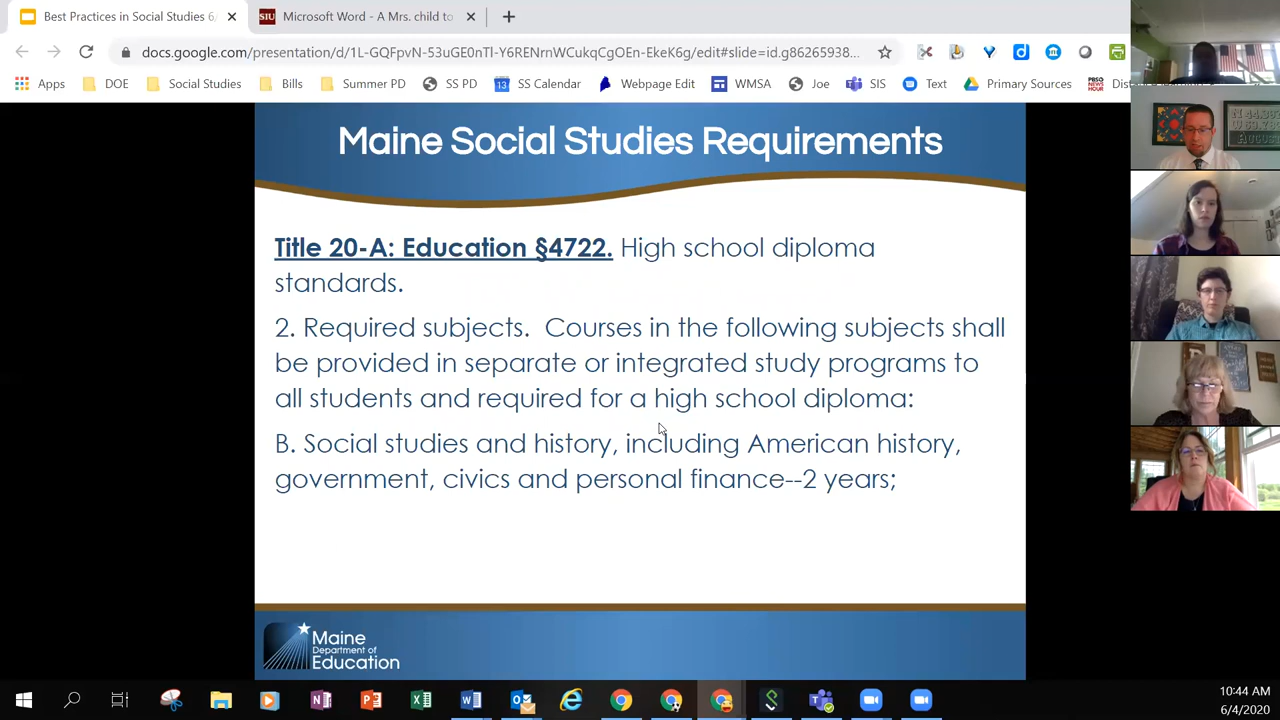 Best Practices in Social Studies 6
Microsoft Word - A Mrs. child to
docs.google.com/presentation/d/1L-GQFpvN-53uGE0nTl-Y6RENrnWCukqCgOEn-EkeK6g/edit#slide=id.g86265938...
Apps DOE Social Studies Bills Summer PD SS PD SS Calendar Webpage Edit WMSA Joe SIS Text Primary Sources
Maine Social Studies Requirements
Title 20-A: Education §4722. High school diploma
standards.
2. Required subjects. Courses in the following subjects shall
be provided in separate or integrated study programs to
all students and required for a high school diploma:
B. Social studies and history, including American history,
government, civics and personal finance--2 years;
Maine
Department of
Education
10:44 AM
6/4/2020